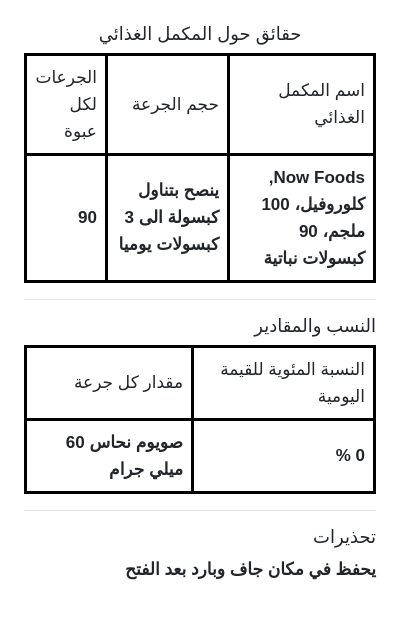 حقائق حول المكمل الغذائي
اسم المكمل
الغذائي
حجم الجرعة
الجرعات
لكل
عبوة
Now Foods,
كلوروفيل، 100
ملجم، 90
كبسولات نباتية
ينصح بتناول
كبسولة الى 3
كبسولات يوميا
90
النسب والمقادير
النسبة المئوية للقيمة
اليومية
مقدار كل جرعة
0 %
صويوم نحاس 60
ميلي جرام
تحذيرات
يحفظ في مكان جاف وبارد بعد الفتح